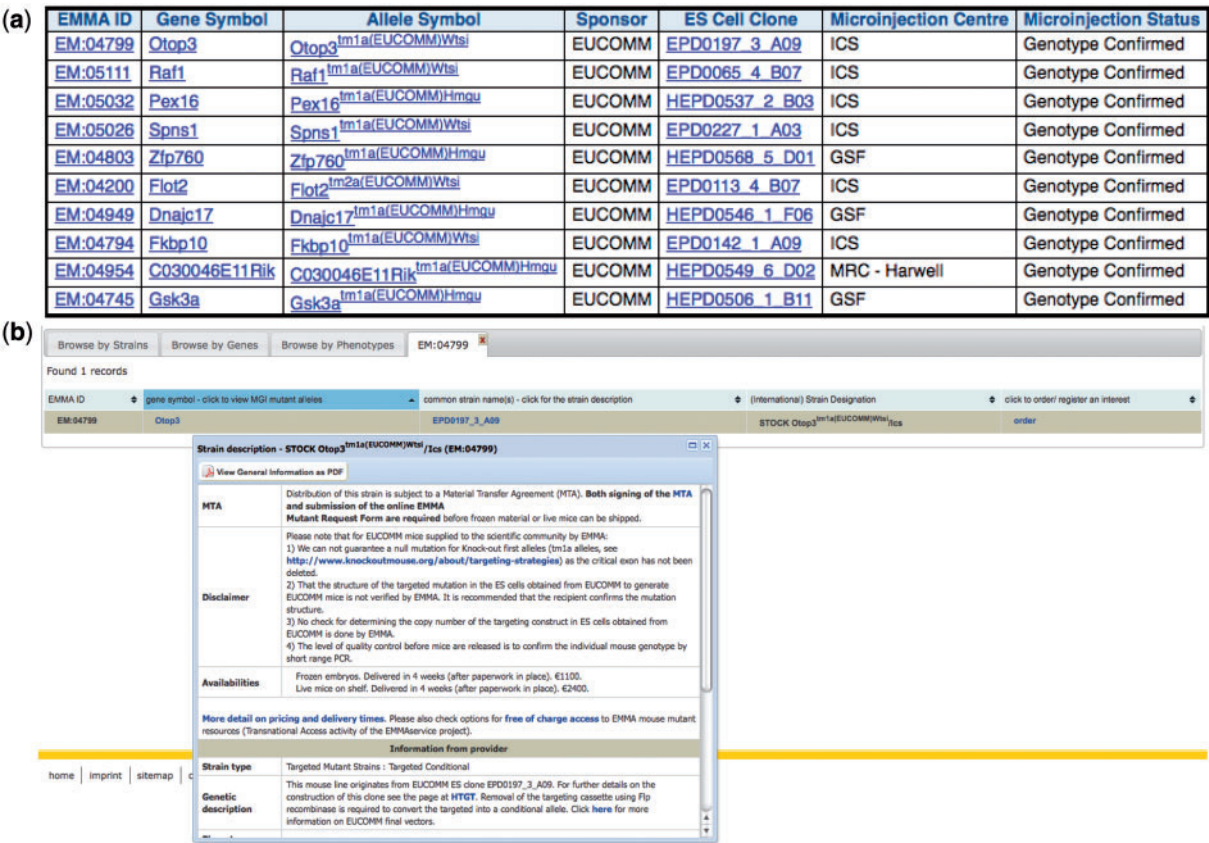 (a)
EMMA ID Gene Symbol Allele Symbol Sponsor ES Cell Clone Microinjection Centre Microinjection Status
EM:04799 Otop3 Otop3tm1a(EUCOMM)Wtsi EUCOMM EPD0197_3_A09 ICS Genotype Confirmed
EM:05111 Raf1 Raf1tm1a(EUCOMM)Wtsi EUCOMM EPD0065_4_B07 ICS Genotype Confirmed
EM:05032 Pex16 Pex16tm1a(EUCOMM)Hmgu EUCOMM HEPD0537_2_B03 ICS Genotype Confirmed
EM:05026 Spns1 Spns1tm1a(EUCOMM)Wtsi EUCOMM EPD0227_1_A03 ICS Genotype Confirmed
EM:04803 Zfp760 Zfp760tm1a(EUCOMM)Hmgu EUCOMM HEPD0568_5_D01 GSF Genotype Confirmed
EM:04200 Flot2 Flot2tm2a(EUCOMM)Wtsi EUCOMM EPD0113_4_B07 ICS Genotype Confirmed
EM:04949 Dnajc17 Dnajc17tm1a(EUCOMM)Hmgu EUCOMM HEPD0546_1_F06 GSF Genotype Confirmed
EM:04794 Fkbp10 Fkbp10tm1a(EUCOMM)Wtsi EUCOMM EPD0142_1_A09 ICS Genotype Confirmed
EM:04954 C030046E11Rik C030046E11Riktm1a(EUCOMM)Hmgu EUCOMM HEPD0549_6_D02 MRC - Harwell Genotype Confirmed
EM:04745 Gsk3a Gsk3atm1a(EUCOMM)Hmgu EUCOMM HEPD0506_1_B11 GSF Genotype Confirmed
(b)
Browse by Strains Browse by Genes Browse by Phenotypes EM:04799 x
Found 1 records
EMMA ID gene symbol - click to view MGI mutant alleles common strain name(s) - click for the strain description (International) Strain Designation click to order/ register an interest
EM:04799 Otop3 EPD0197_3_A09 STOCK Otop3tm1a(EUCOMM)Wtsi/Ics order
Strain description - STOCK Otop3tm1a(EUCOMM)Wtsi/Ics (EM:04799)
View General Information as PDF
MTA
Distribution of this strain is subject to a Material Transfer Agreement (MTA). Both signing of the MTA
and submission of the online EMMA
Mutant Request Form are required before frozen material or live mice can be shipped.
Disclaimer
Please note that for EUCOMM mice supplied to the scientific community by EMMA:
1) We can not guarantee a null mutation for Knock-out first alleles (tm1a alleles, see
http://www.knockoutmouse.org/about/targeting-strategies) as the critical exon has not been
deleted.
2) That the structure of the targeted mutation in the ES cells obtained from EUCOMM to generate
EUCOMM mice is not verified by EMMA. It is recommended that the recipient confirms the mutation
structure.
3) No check for determining the copy number of the targeting construct in ES cells obtained from
EUCOMM is done by EMMA.
4) The level of quality control before mice are released is to confirm the individual mouse genotype by
short range PCR.
Availabilities
Frozen embryos. Delivered in 4 weeks (after paperwork in place). €1100.
Live mice on shelf. Delivered in 4 weeks (after paperwork in place). €2400.
More detail on pricing and delivery times. Please also check options for free of charge access to EMMA mouse mutant
resources (Transnational Access activity of the EMMAservice project).
Information from provider
Strain type Targeted Mutant Strains : Targeted Conditional
Genetic description
This mouse line originates from EUCOMM ES clone EPD0197_3_A09. For further details on the
construction of this clone see the page at HTGT. Removal of the targeting cassette using Flp
recombinase is required to convert the targeted into a conditional allele. Click here for more
information on EUCOMM final vectors.
home imprint sitemap